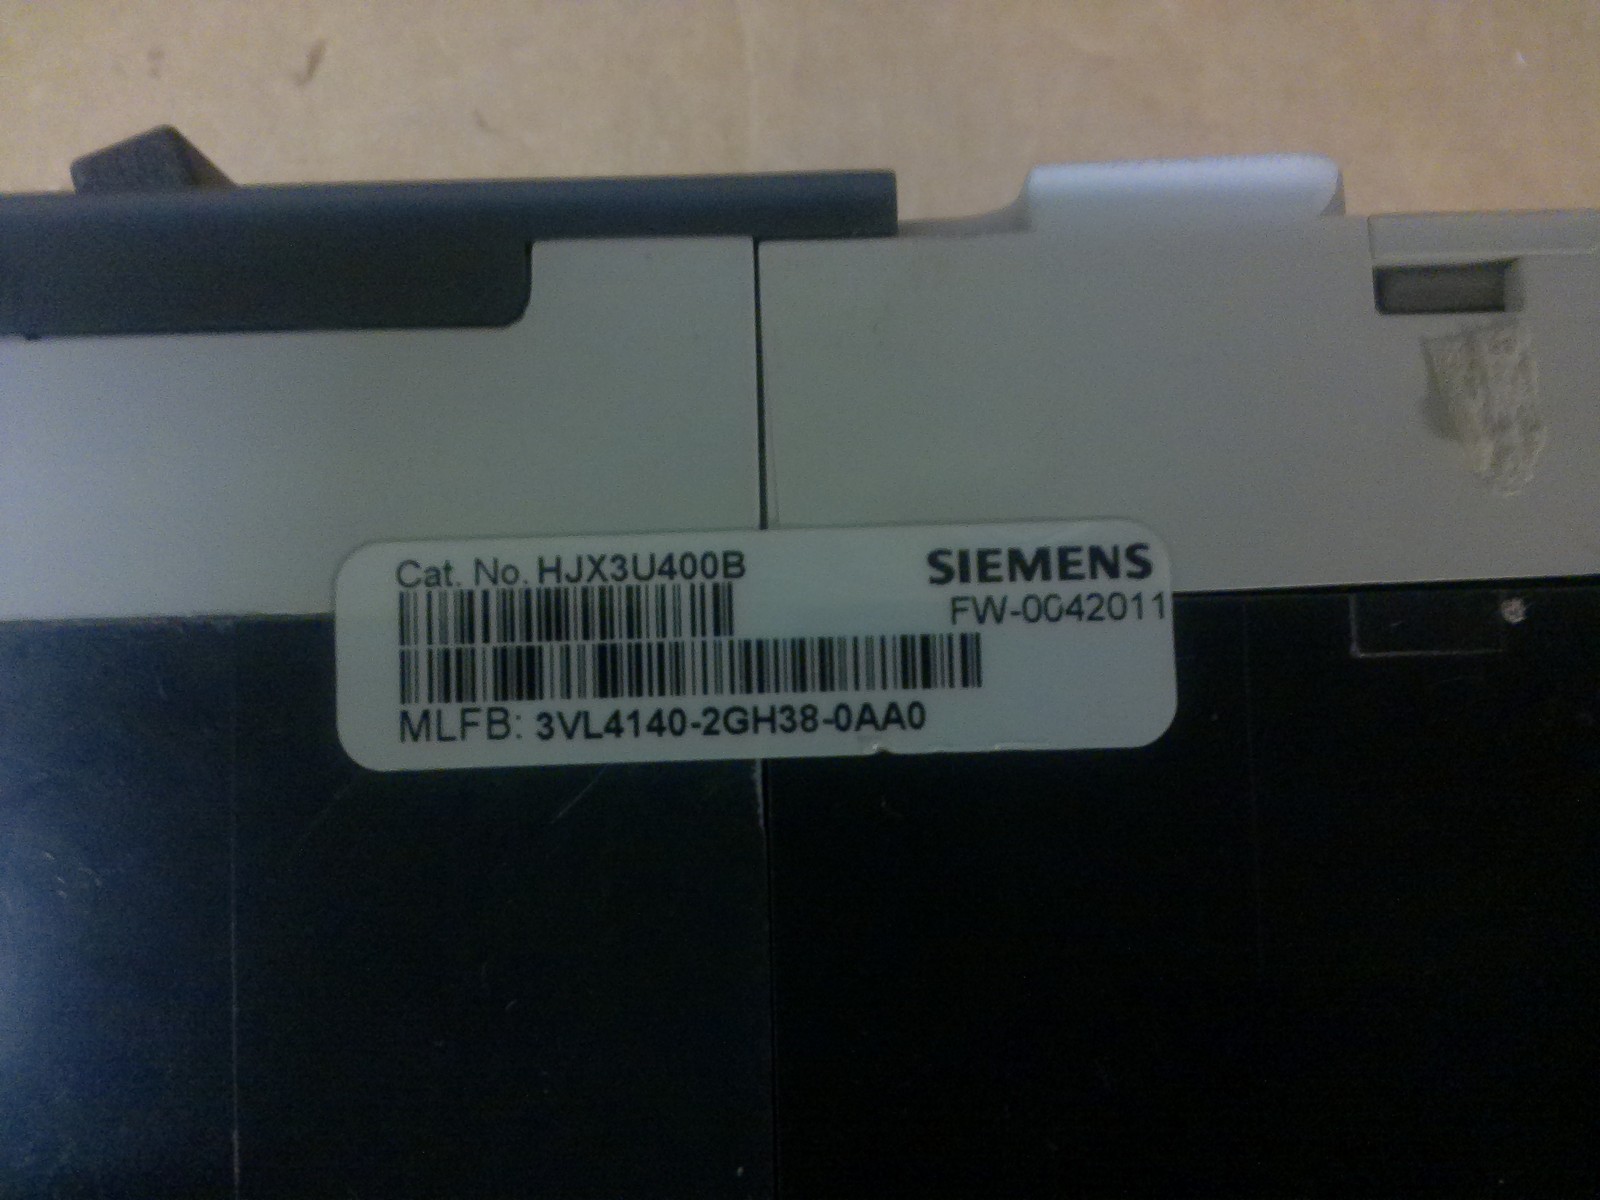 Cat. No. HJX3U400B
SIEMENS
FW-0042011
MLFB: 3VL4140-2GH38-0AA0